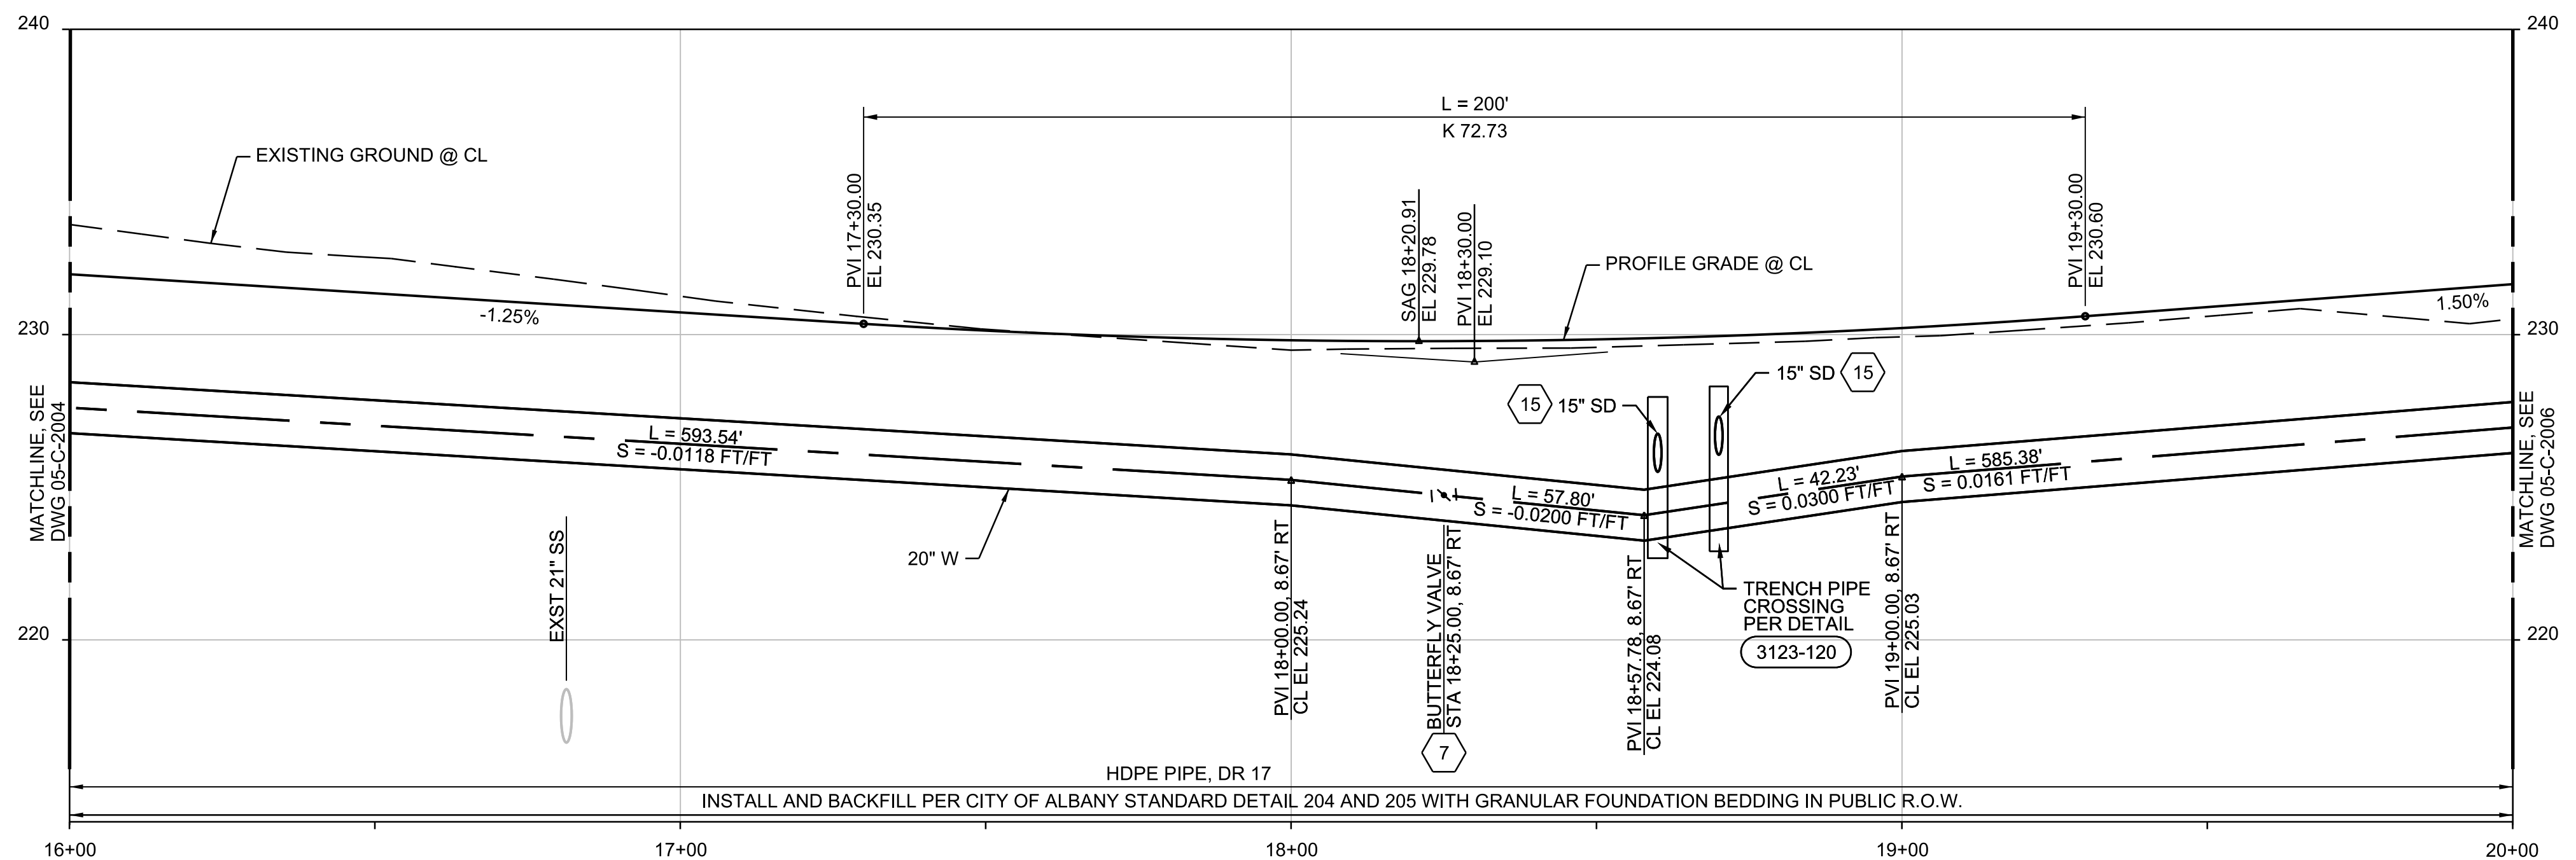 240
240
L = 200'
K 72.73
EXISTING GROUND @ CL
PVI 17+30.00
EL 230.35
SAG 18+20.91
EL 229.78
PVI 18+30.00
EL 229.10
PROFILE GRADE @ CL
PVI 19+30.00
EL 230.60
-1.25%
1.50%
230
230
MATCHLINE, SEE
DWG 05-C-2004
15
15" SD
15" SD
15
MATCHLINE, SEE
DWG 05-C-2006
L = 593.54'
S = -0.0118 FT/FT
L = 57.80'
S = -0.0200 FT/FT
L = 42.23'
S = 0.0300 FT/FT
L = 585.38'
S = 0.0161 FT/FT
20" W
EXST 21" SS
PVI 18+00.00, 8.67' RT
CL EL 225.24
BUTTERFLY VALVE
STA 18+25.00, 8.67' RT
7
PVI 18+57.78, 8.67' RT
CL EL 224.08
TRENCH PIPE
CROSSING
PER DETAIL
3123-120
PVI 19+00.00, 8.67' RT
CL EL 225.03
220
220
HDPE PIPE, DR 17
INSTALL AND BACKFILL PER CITY OF ALBANY STANDARD DETAIL 204 AND 205 WITH GRANULAR FOUNDATION BEDDING IN PUBLIC R.O.W.
16+00
17+00
18+00
19+00
20+00